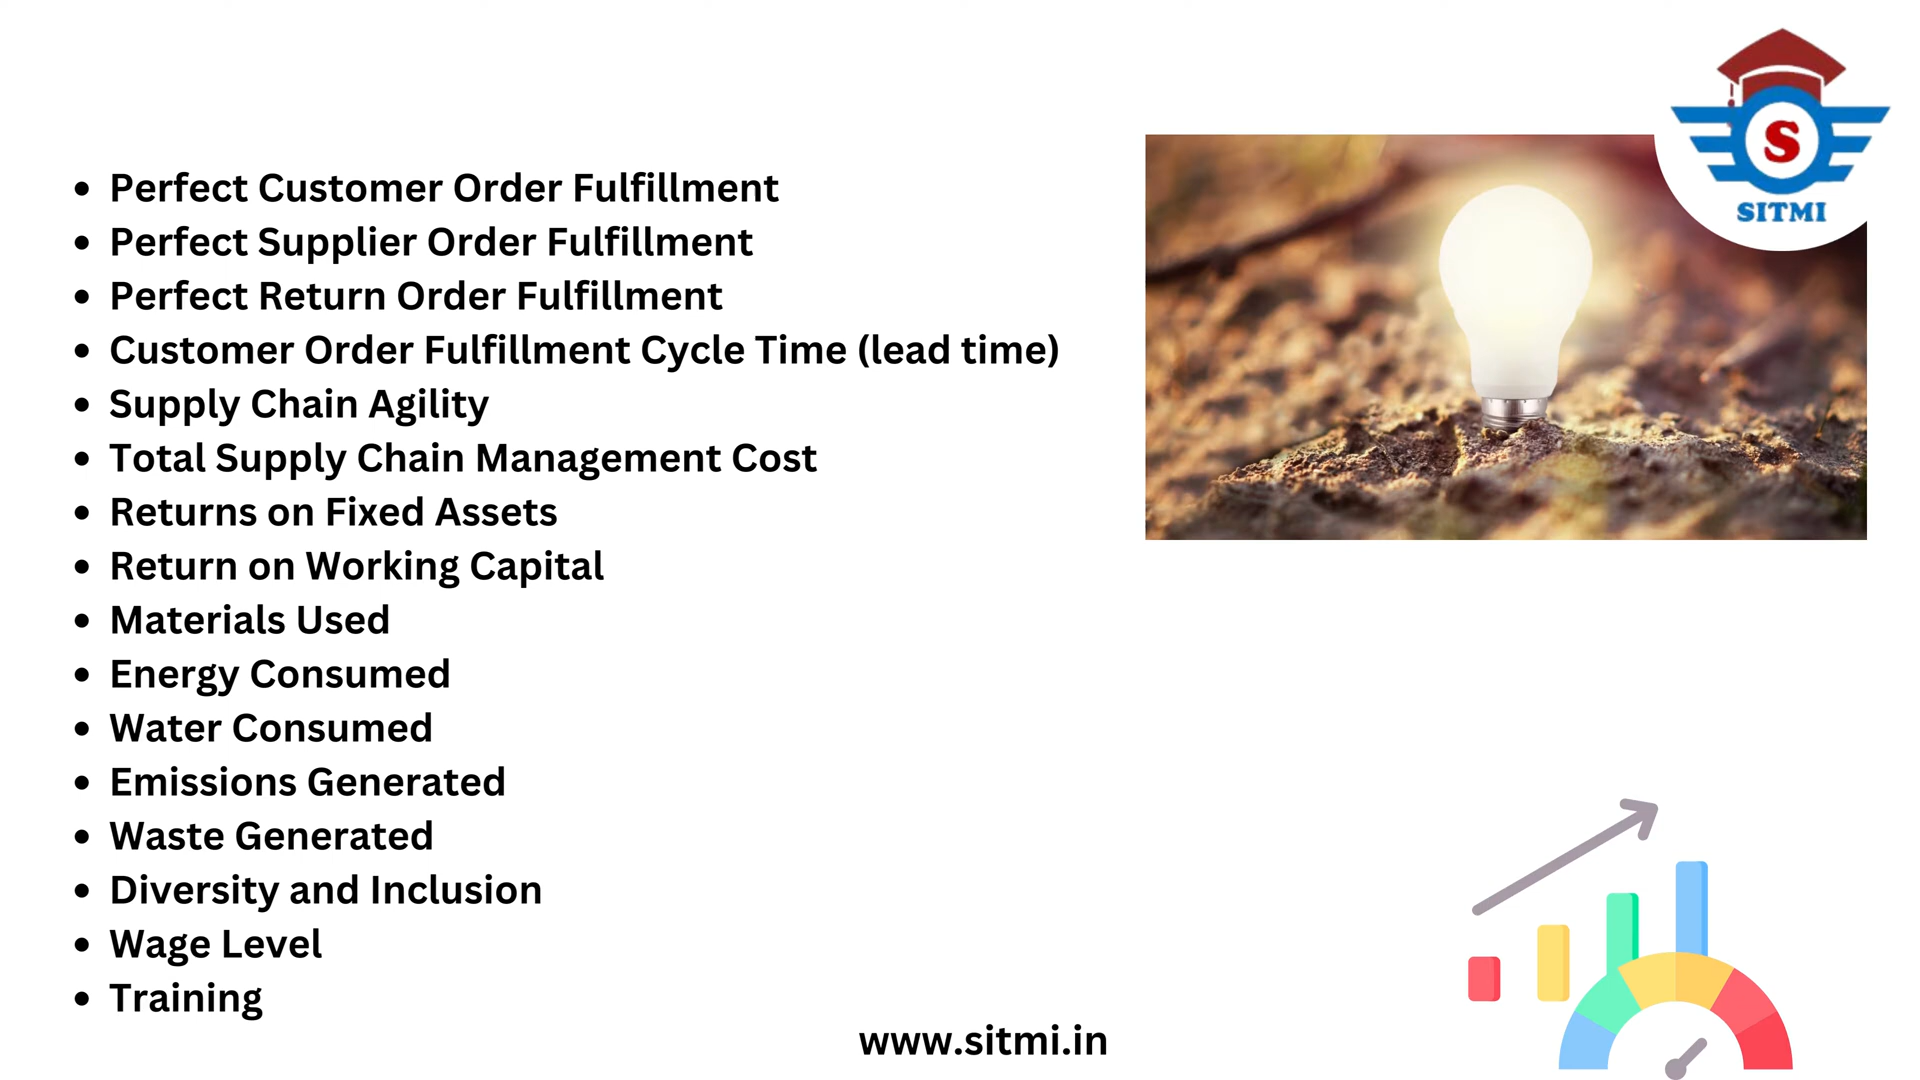 S
SITMI
• Perfect Customer Order Fulfillment
• Perfect Supplier Order Fulfillment
• Perfect Return Order Fulfillment
• Customer Order Fulfillment Cycle Time (lead time)
• Supply Chain Agility
• Total Supply Chain Management Cost
• Returns on Fixed Assets
• Return on Working Capital
• Materials Used
• Energy Consumed
• Water Consumed
• Emissions Generated
• Waste Generated
• Diversity and Inclusion
• Wage Level
• Training
www.sitmi.in